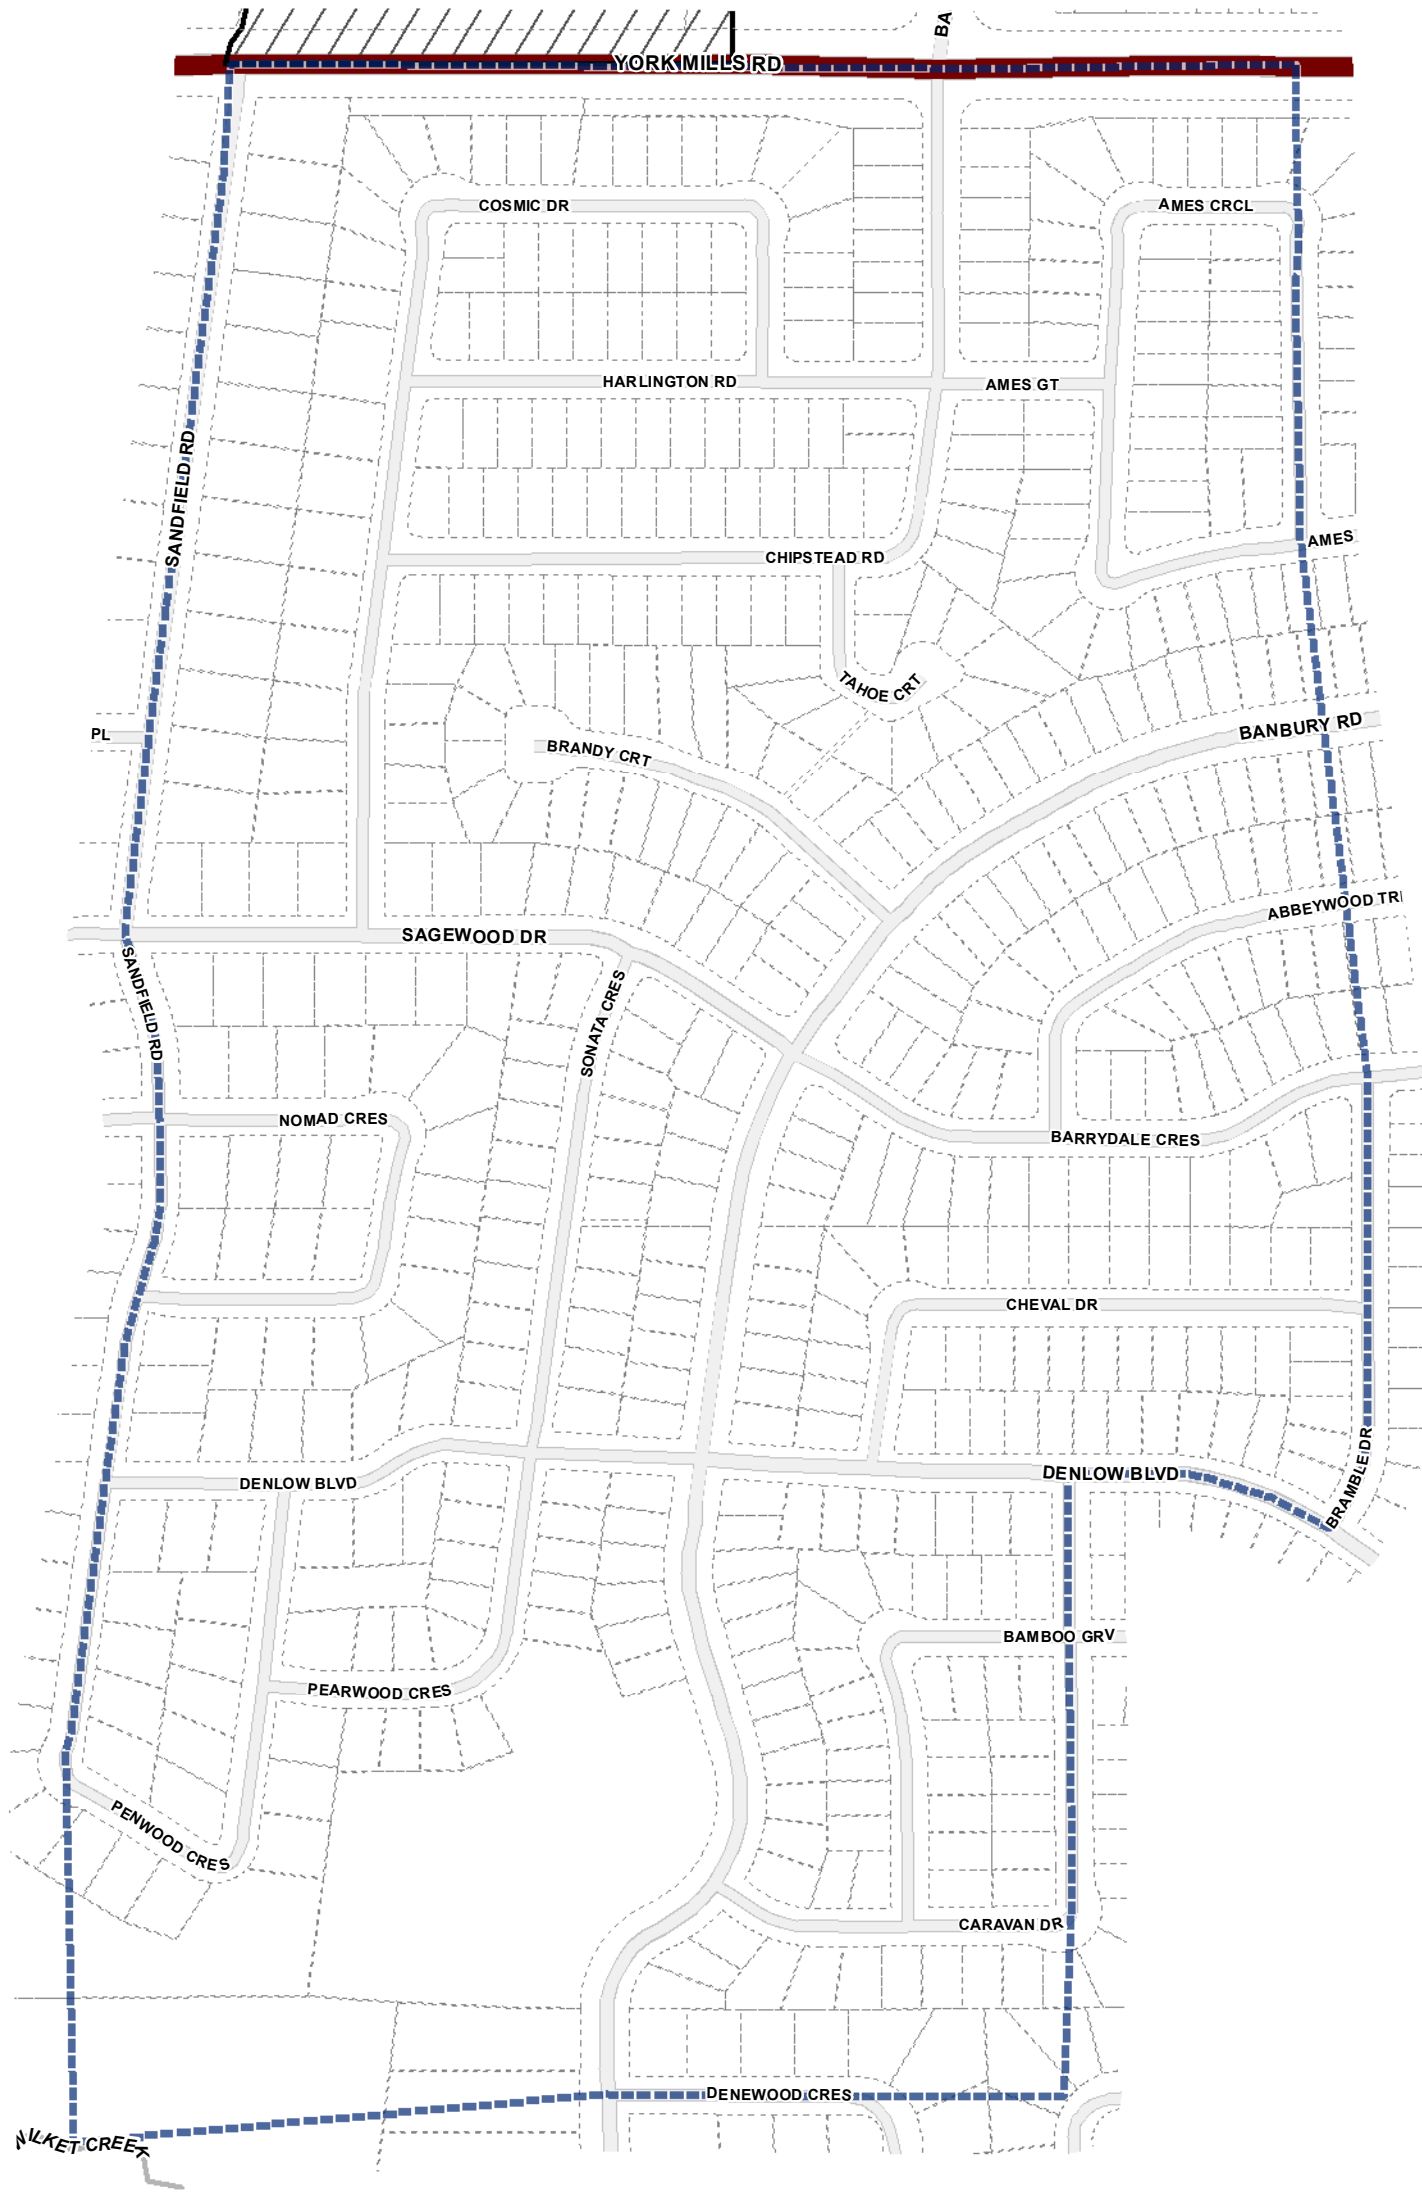 BA
YORK MILLS RD
COSMIC DR
AMES CRCL
HARLINGTON RD
AMES GT
SANDFIELD RD
CHIPSTEAD RD
AMES
TAHOE CRT
BANBURY RD
PL
BRANDY CRT
ABBEYWOOD TR
SAGEWOOD DR
SANDFIELD RD
SONATA CRES
NOMAD CRES
BARRYDALE CRES
CHEVAL DR
DENLOW BLVD
DENLOW BLVD
BRAMBLE DR
BAMBOO GRV
PEARWOOD CRES
PENWOOD CRES
CARAVAN DR
DENEWOOD CRES
ILKET CREEK